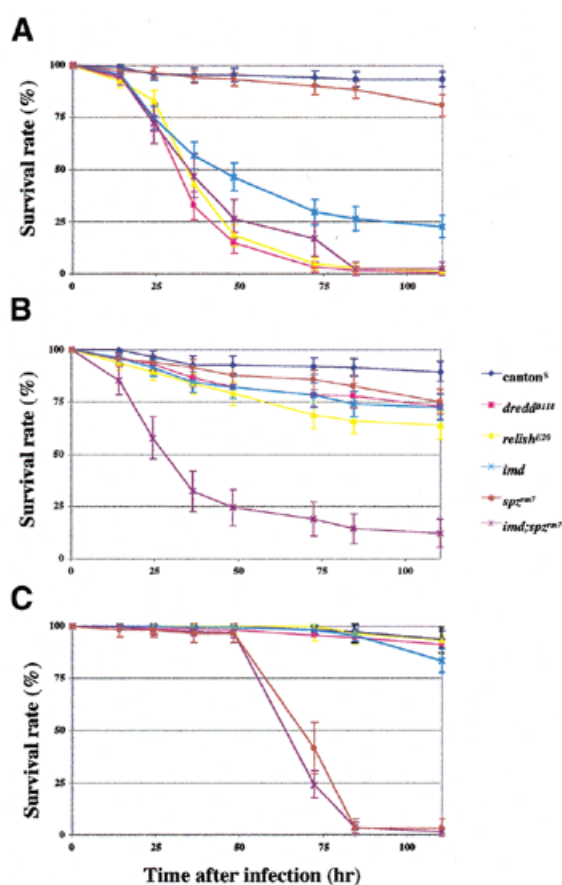 A
Survival rate (%)
100
75
50
25
0
0 25 50 75 100
B
Survival rate (%)
100
75
50
25
0
0 25 50 75 100
canton^S
dredd^B118
relish^E20
imd
spz^rm7
imd;spz^rm7
C
Survival rate (%)
100
75
50
25
0
0 25 50 75 100
Time after infection (hr)